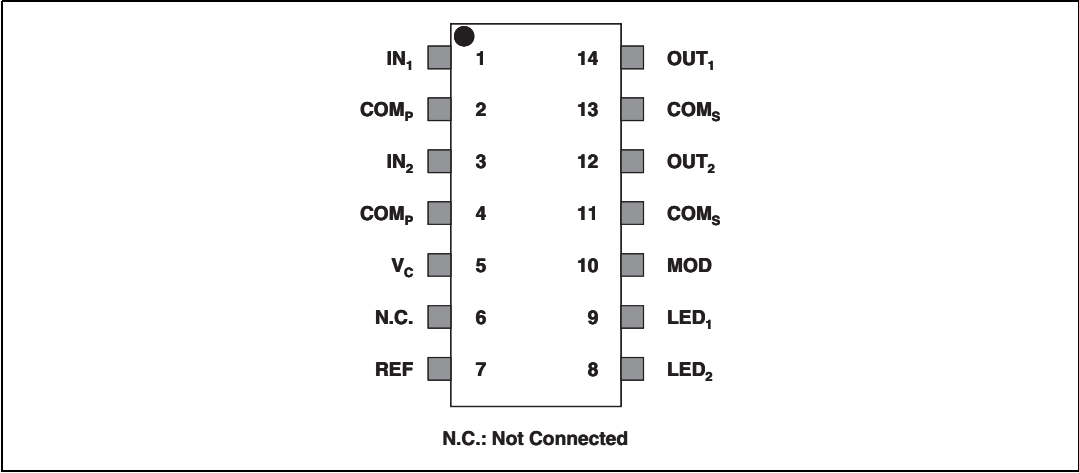 IN1 1 14 OUT1
COMP 2 13 COMS
IN2 3 12 OUT2
COMP 4 11 COMS
VC 5 10 MOD
N.C. 6 9 LED1
REF 7 8 LED2
N.C.: Not Connected